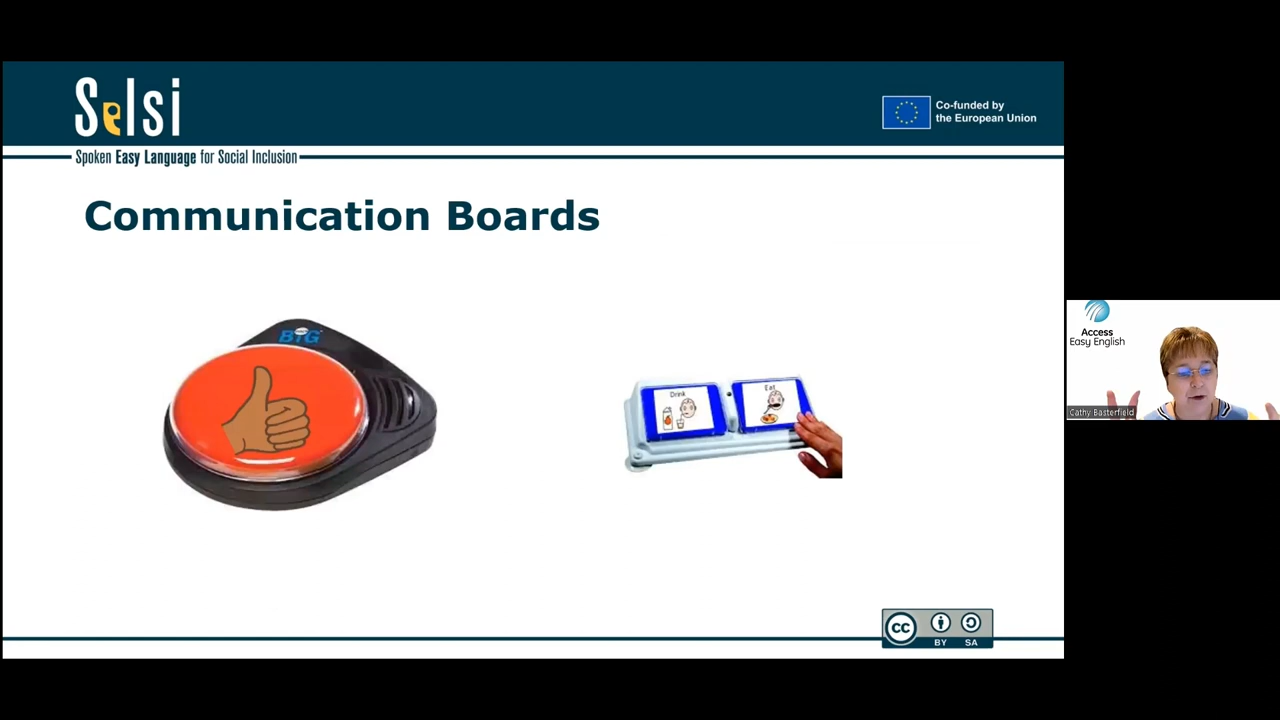 Selsi
Spoken Easy Language for Social Inclusion
Co-funded by
the European Union
Communication Boards
BIG
Drink
Eat
Access
Easy English
Cathy Basterfield
CC
BY SA